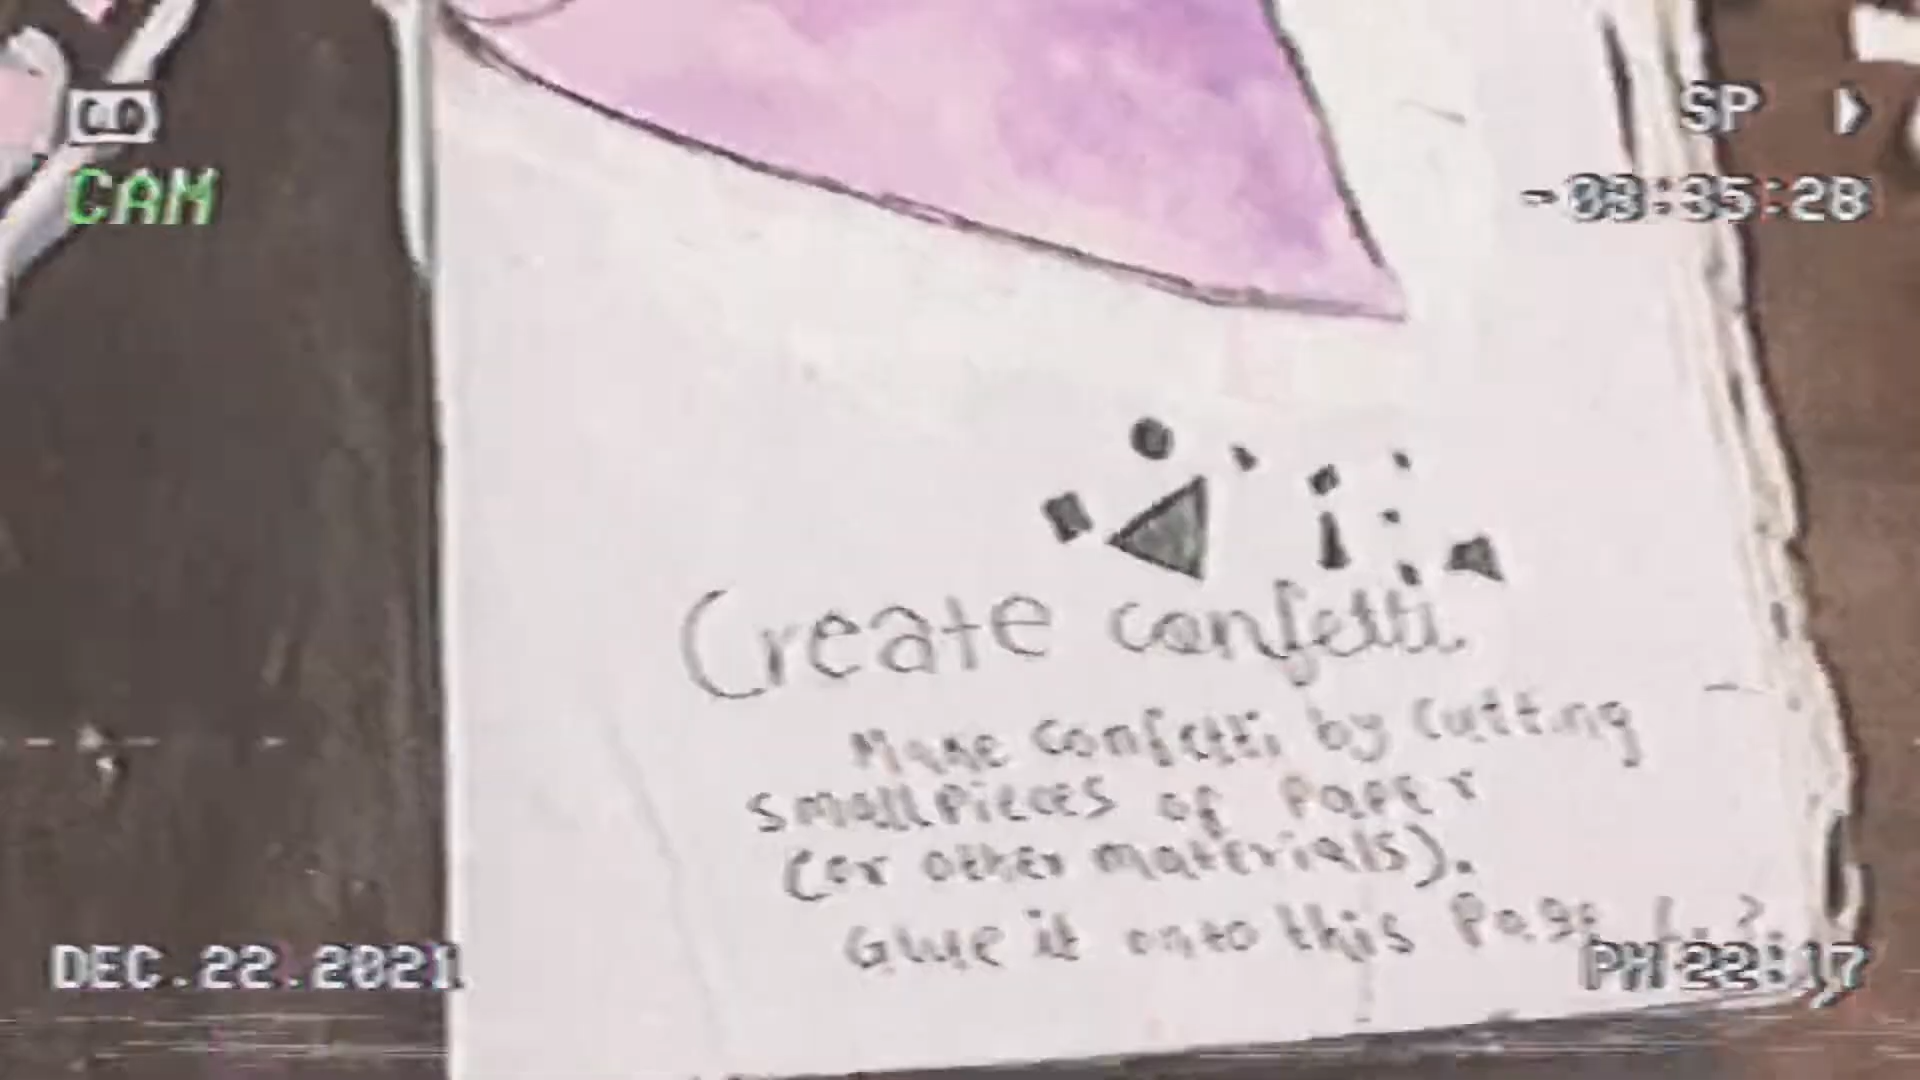 CAM
SP
-03:35:28
Create confetti
Make confetti by cutting
small pieces of paper
(or other materials).
Glue it onto this Page
DEC.22.2021
PM 22:17